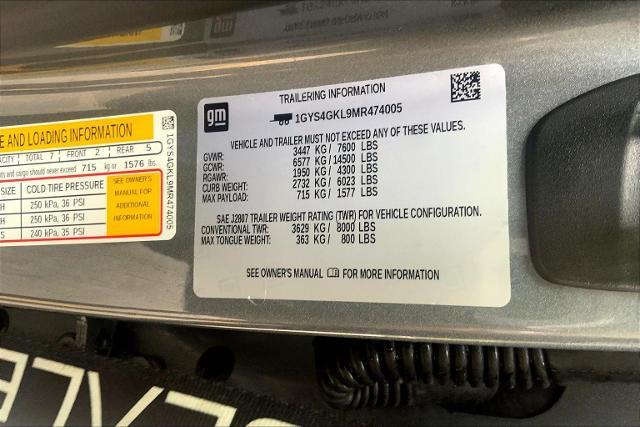 E AND LOADING INFORMATION
ACITY TOTAL 7 FRONT 2 REAR 5
nts and cargo should never exceed 715 kg or 1576 lbs.
SIZE COLD TIRE PRESSURE
250 kPa, 36 PSI
250 kPa, 36 PSI
240 kPa, 35 PSI
SEE OWNER'S
MANUAL FOR
ADDITIONAL
INFORMATION
1GYS4GKL9MR474005
gm
TRAILERING INFORMATION
1GYS4GKL9MR474005
VEHICLE AND TRAILER MUST NOT EXCEED ANY OF THESE VALUES.
GVWR: 3447 KG/ 7600 LBS
GCWR: 6577 KG/14500 LBS
RGAWR: 1950 KG/ 4300 LBS
CURB WEIGHT: 2732 KG/ 6023 LBS
MAX PAYLOAD: 715 KG/ 1577 LBS
SAE J2807 TRAILER WEIGHT RATING (TWR) FOR VEHICLE CONFIGURATION.
CONVENTIONAL TWR: 3629 KG/ 8000 LBS
MAX TONGUE WEIGHT: 363 KG/ 800 LBS
SEE OWNER'S MANUAL FOR MORE INFORMATION